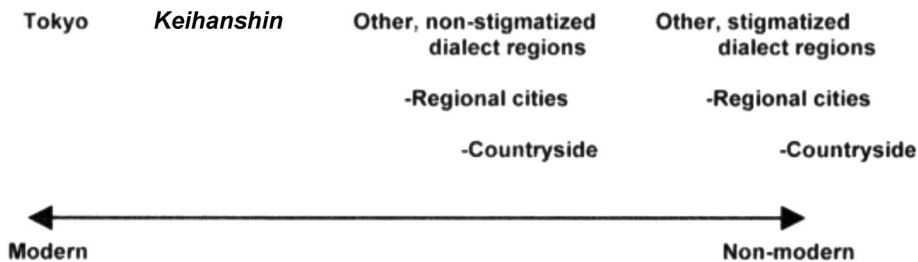 Tokyo
Keihanshin
Other, non-stigmatized
dialect regions
-Regional cities
-Countryside
Other, stigmatized
dialect regions
-Regional cities
-Countryside
Modern
Non-modern